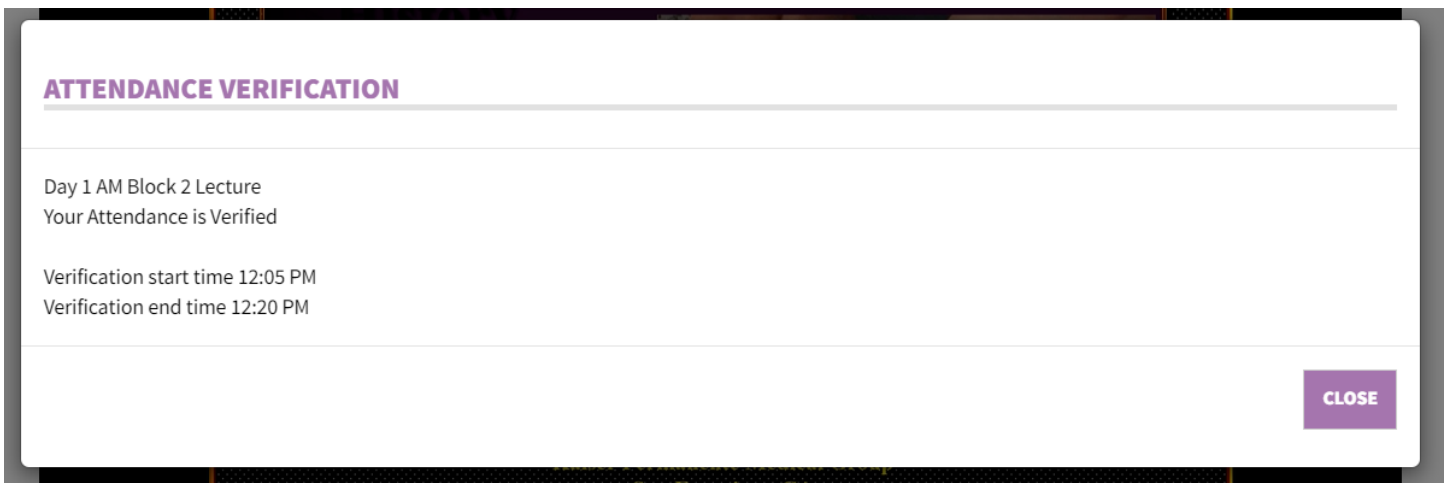 ATTENDANCE VERIFICATION
Day 1 AM Block 2 Lecture
Your Attendance is Verified
Verification start time 12:05 PM
Verification end time 12:20 PM
CLOSE